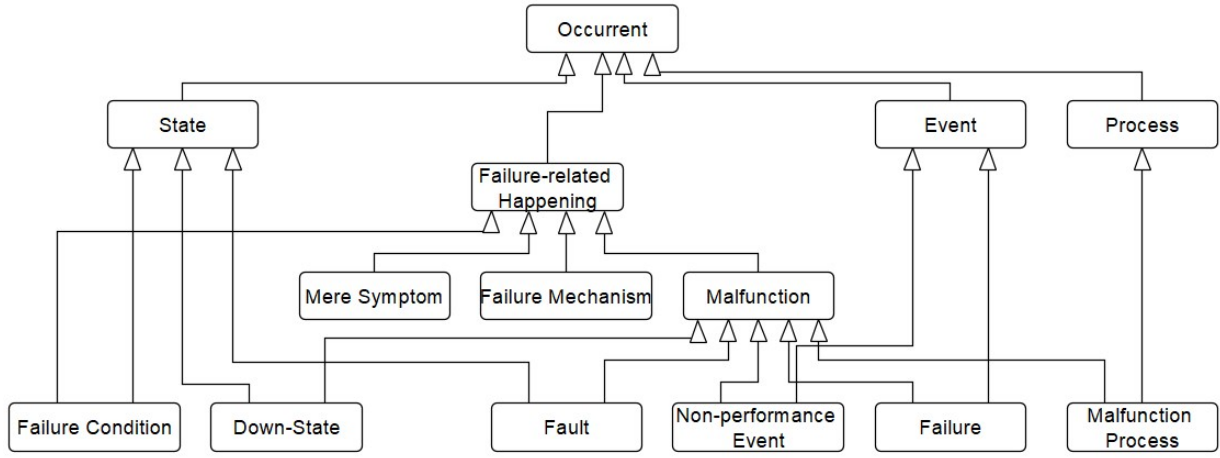 Occurrent
State
Event
Process
Failure-related
Happening
Mere Symptom
Failure Mechanism
Malfunction
Failure Condition
Down-State
Fault
Non-performance
Event
Failure
Malfunction
Process